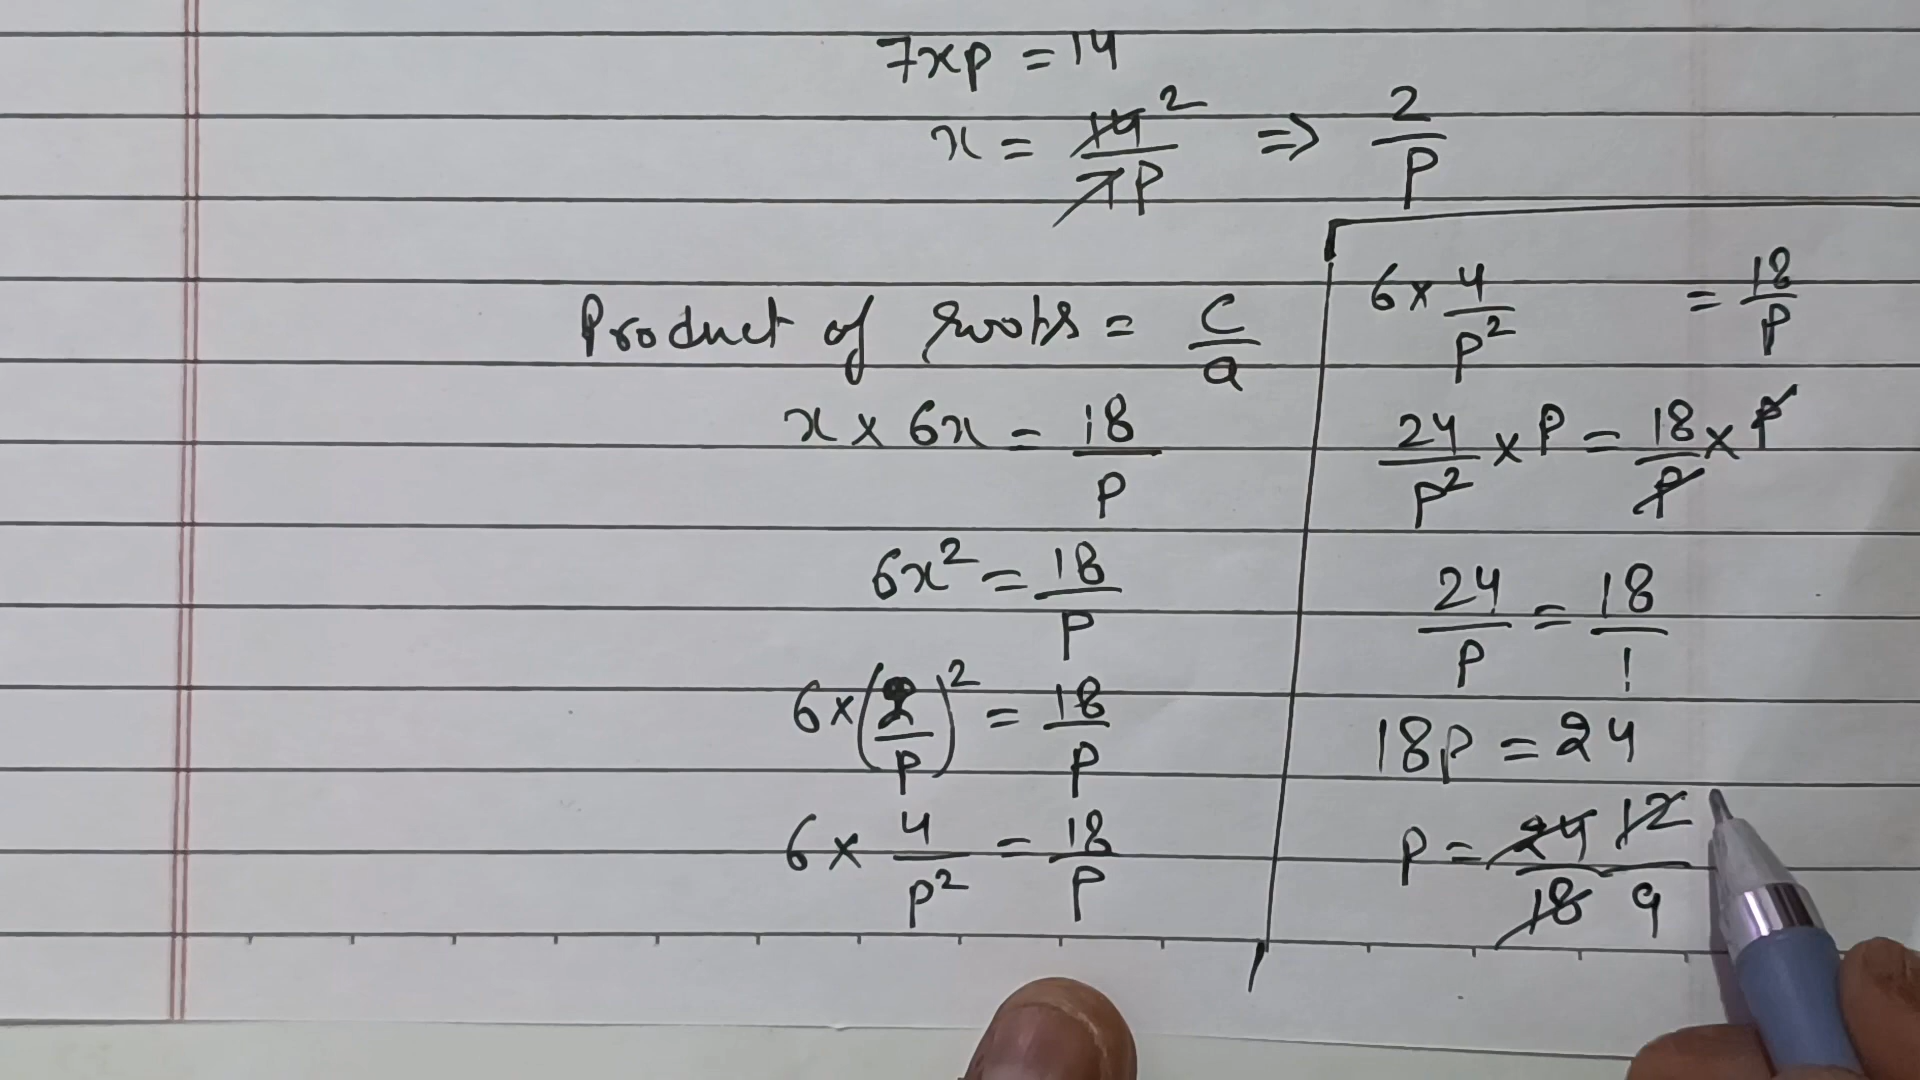 7xp = 14
x = 14 2 / 7P ⇒ 2/P
Product of roots = c/a
x × 6x = 18/P
6x² = 18/P
6 × (2/P)² = 18/P
6 × 4/P² = 18/P
6 × 4/P² = 18/P
24/P² × P = 18/P × P
24/P = 18/1
18P = 24
P = 24 12 / 18 9